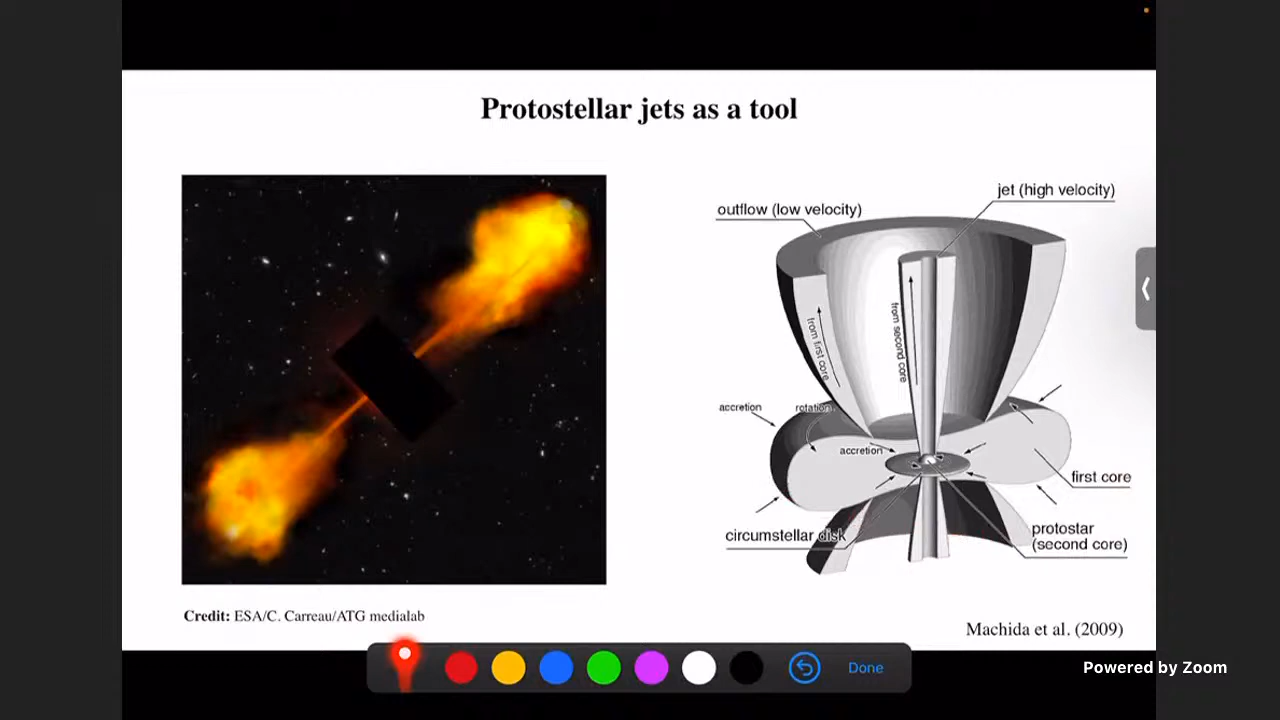 Protostellar jets as a tool
jet (high velocity)
outflow (low velocity)
from first core
from second core
accretion
rotation
accretion
first core
circumstellar disk
protostar
(second core)
Credit: ESA/C. Carreau/ATG medialab
Machida et al. (2009)
Done
Powered by Zoom